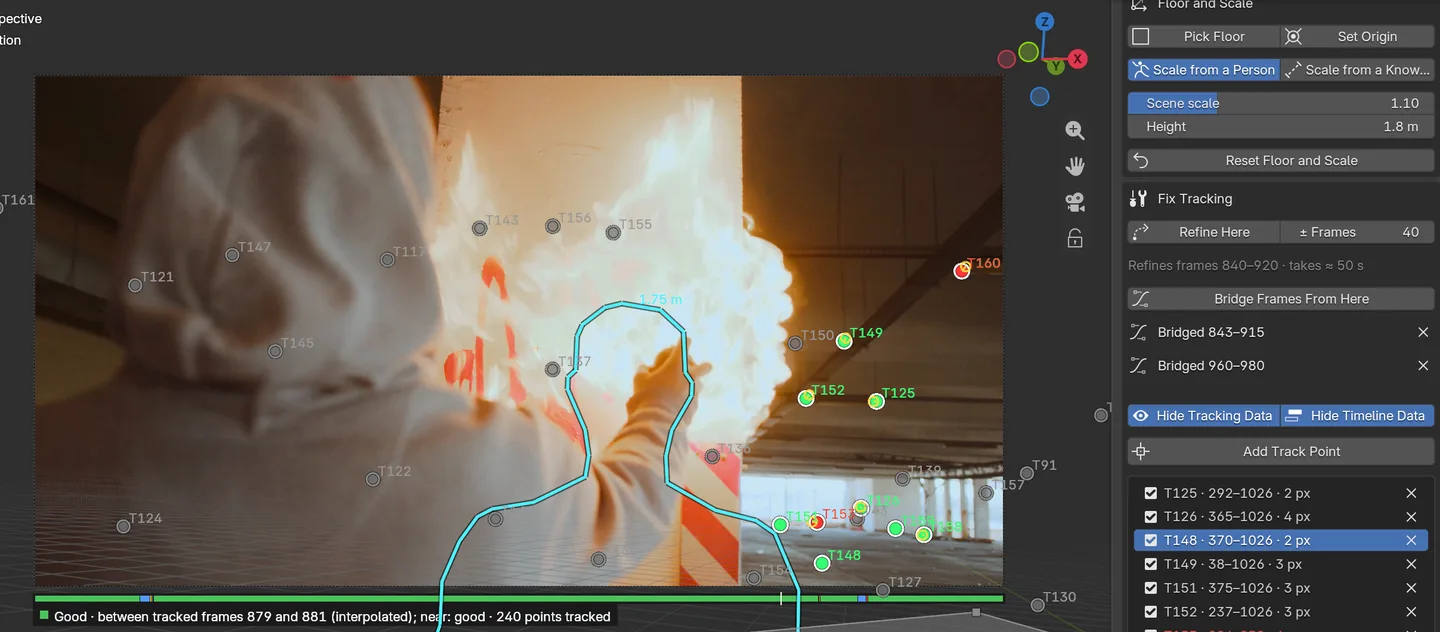 pective
tion
Z
X
Y
Floor and Scale
Pick Floor
Set Origin
Scale from a Person
Scale from a Know...
Scene scale 1.10
Height 1.8 m
Reset Floor and Scale
Fix Tracking
Refine Here
± Frames 40
Refines frames 840–920 · takes ≈ 50 s
Bridge Frames From Here
Bridged 843–915
Bridged 960–980
Hide Tracking Data
Hide Timeline Data
Add Track Point
T125 · 292–1026 · 2 px
T126 · 365–1026 · 4 px
T148 · 370–1026 · 2 px
T149 · 38–1026 · 3 px
T151 · 375–1026 · 3 px
T152 · 237–1026 · 3 px
T161
T143
T156
T155
T147
T117
T121
T160
1.75 m
T145
T150
T149
T137
T152
T125
T136
T122
T139
T91
T157
T124
T148
T154
T127
T130
Good · between tracked frames 879 and 881 (interpolated); near: good · 240 points tracked